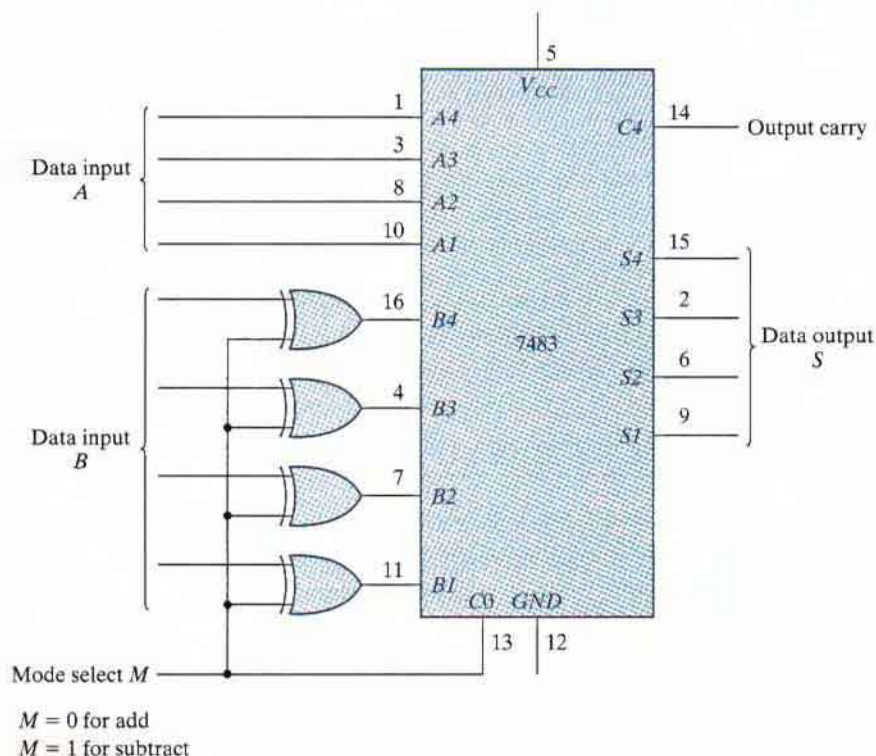 5
V_CC
1
A4
14
C4
Output carry
3
A3
Data input
A
8
A2
10
A1
15
S4
16
B4
2
S3
7483
Data output
S
6
S2
4
B3
9
S1
Data input
B
7
B2
11
B1
C0 GND
13
12
Mode select M
M = 0 for add
M = 1 for subtract